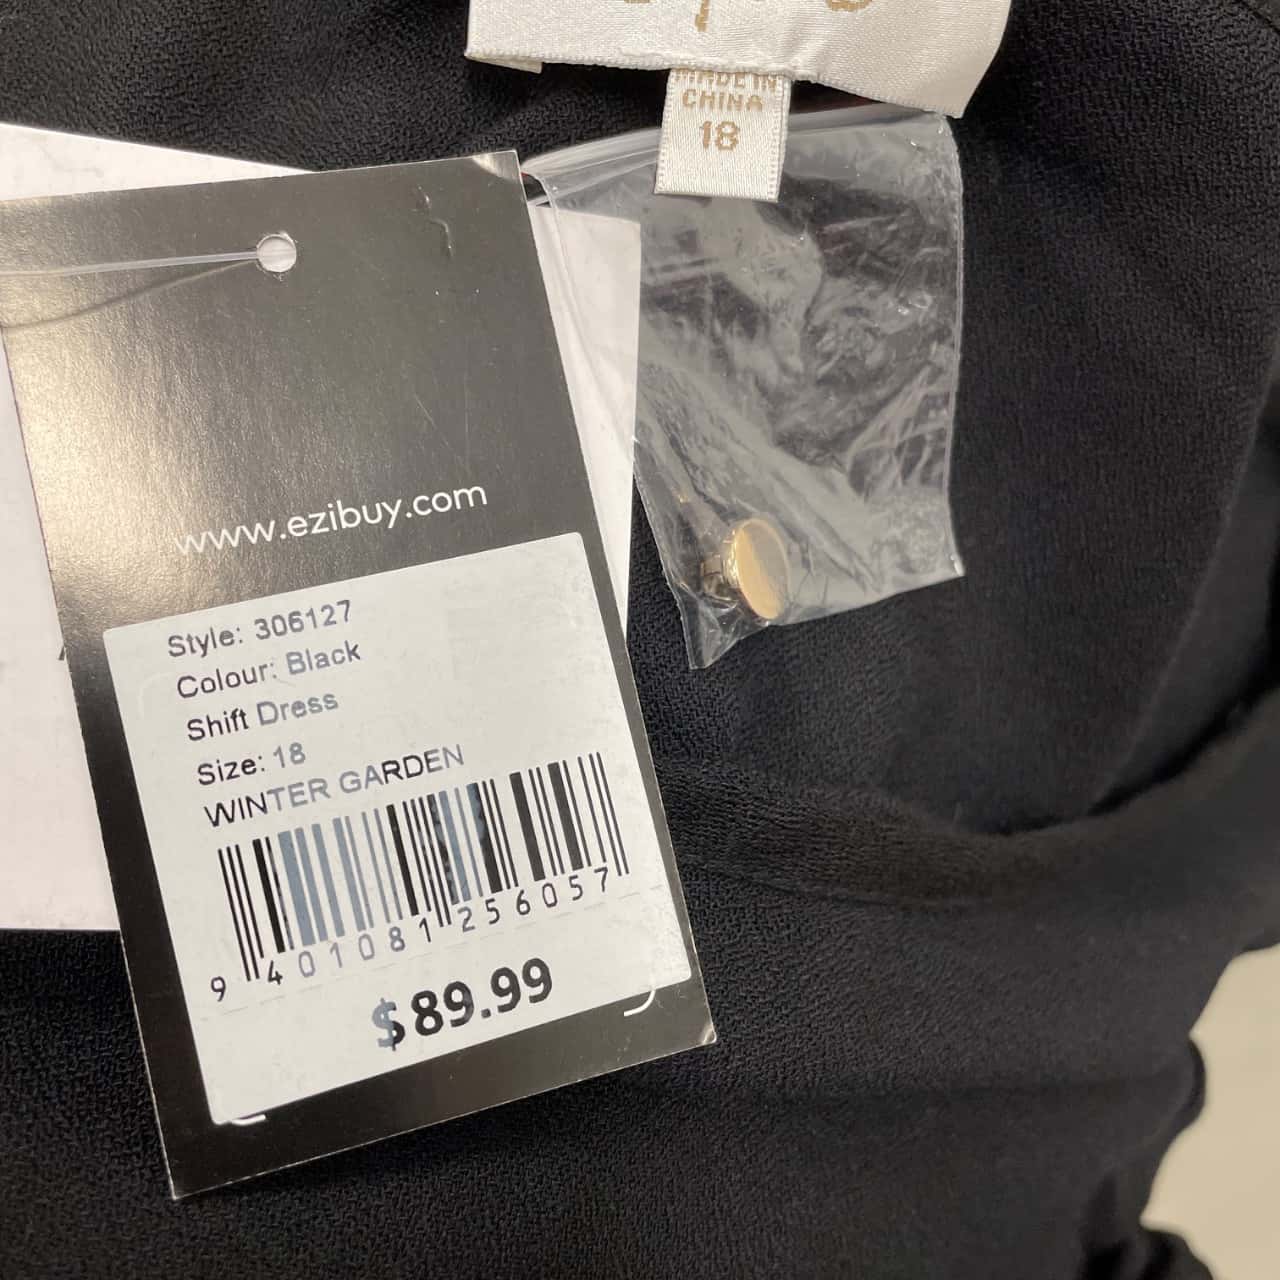 MADE IN
CHINA
18
www.ezibuy.com
Style: 306127
Colour: Black
Shift Dress
Size: 18
WINTER GARDEN
9 401081 256057
$89.99